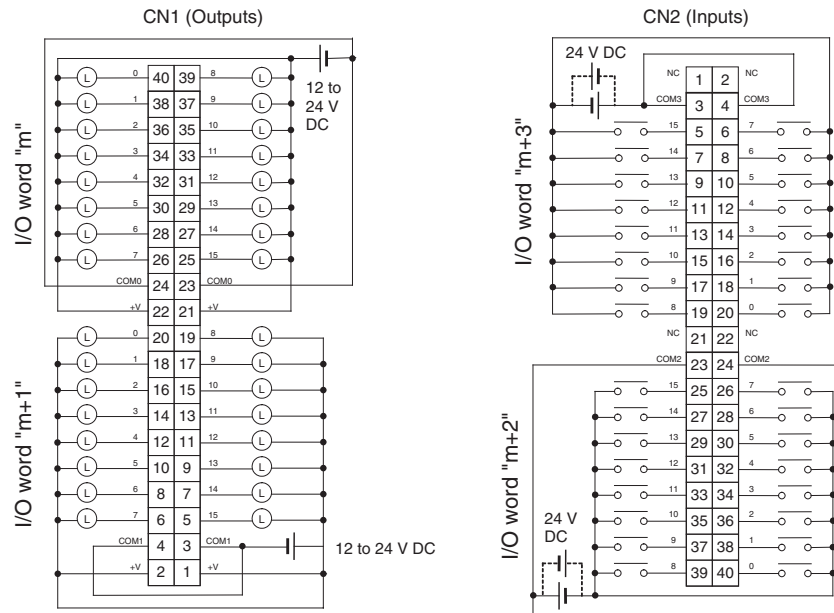 CN1 (Outputs)
I/O word "m"
12 to
24 V
DC
L 0 40 39 8 L
L 1 38 37 9 L
L 2 36 35 10 L
L 3 34 33 11 L
L 4 32 31 12 L
L 5 30 29 13 L
L 6 28 27 14 L
L 7 26 25 15 L
COM0 24 23 COM0
+V 22 21 +V
I/O word "m+1"
L 0 20 19 8 L
L 1 18 17 9 L
L 2 16 15 10 L
L 3 14 13 11 L
L 4 12 11 12 L
L 5 10 9 13 L
L 6 8 7 14 L
L 7 6 5 15 L
COM1 4 3 COM1
12 to 24 V DC
+V 2 1 +V
CN2 (Inputs)
24 V DC
I/O word "m+3"
NC 1 2 NC
COM3 3 4 COM3
15 5 6 7
14 7 8 6
13 9 10 5
12 11 12 4
11 13 14 3
10 15 16 2
9 17 18 1
8 19 20 0
NC 21 22 NC
COM2 23 24 COM2
I/O word "m+2"
15 25 26 7
14 27 28 6
13 29 30 5
12 31 32 4
11 33 34 3
10 35 36 2
9 37 38 1
8 39 40 0
24 V
DC